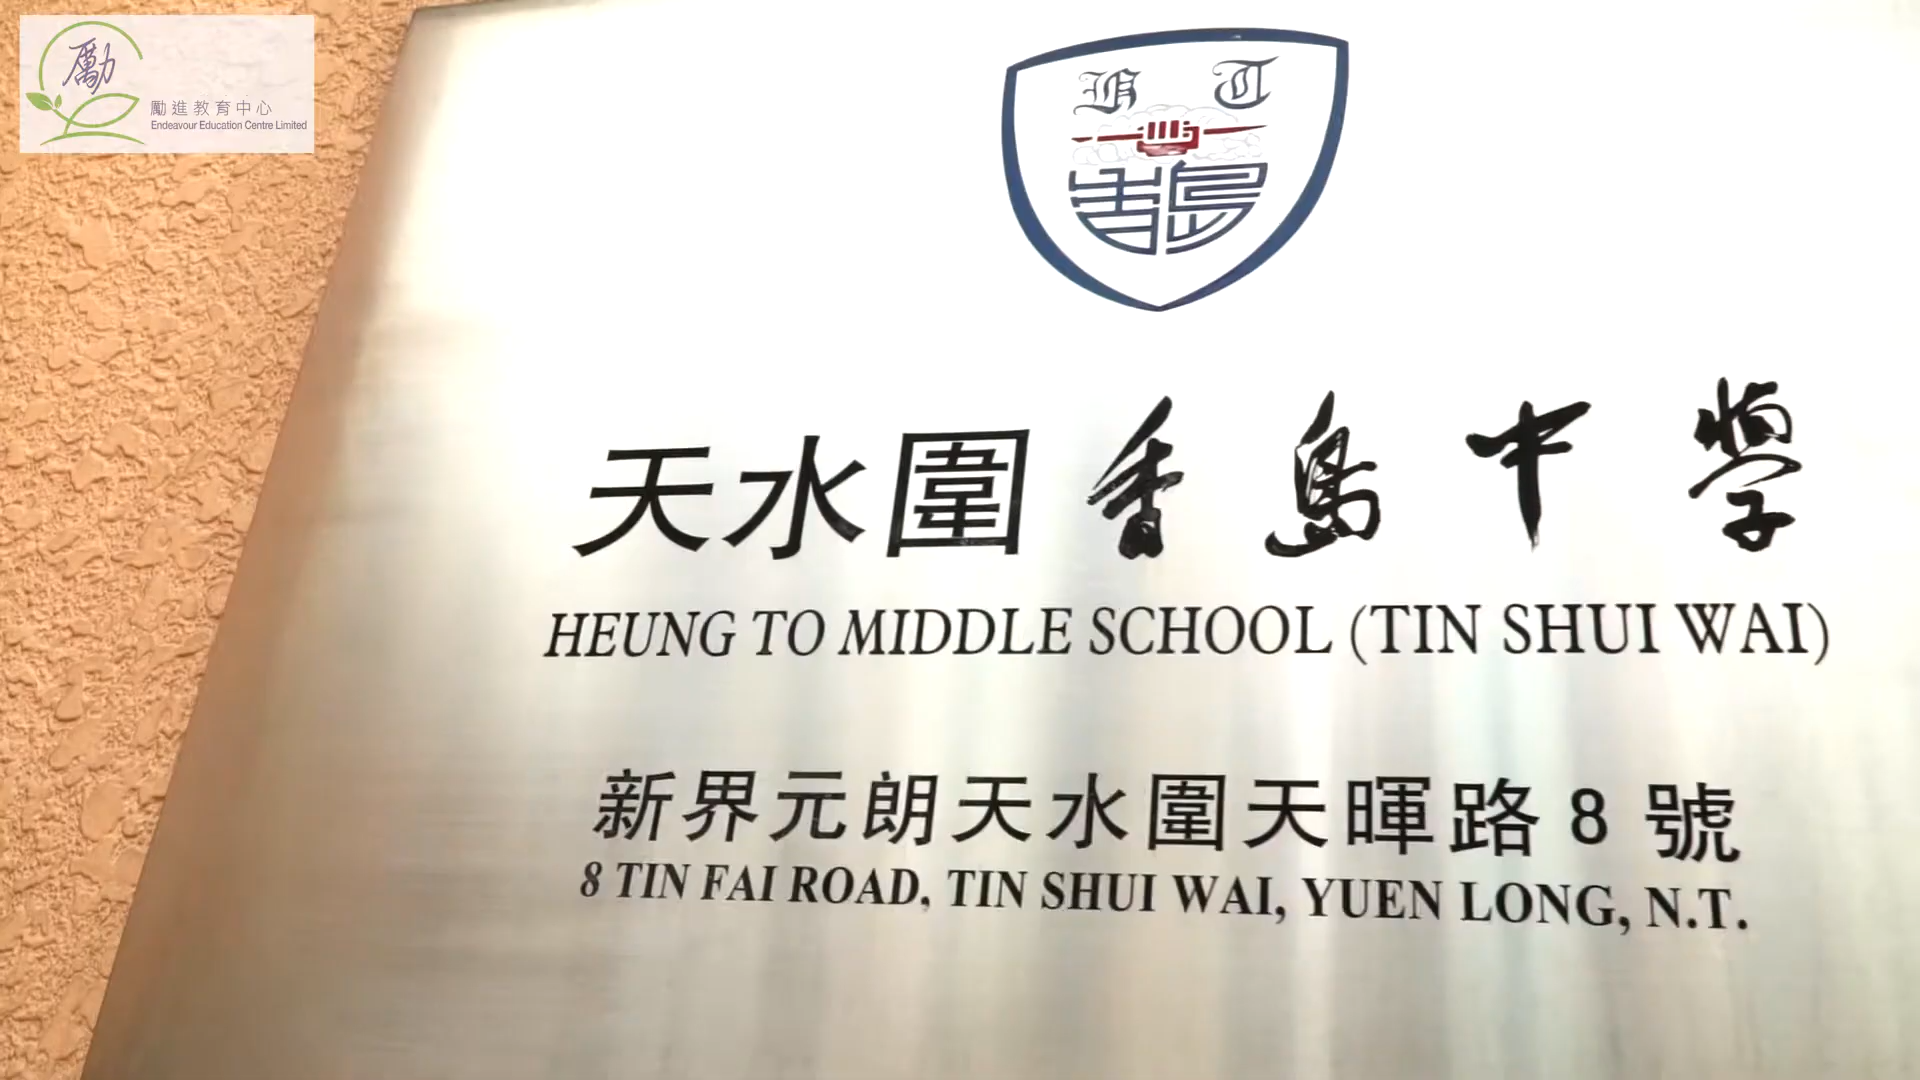 勵
勵進教育中心
Endeavour Education Centre Limited
H T
香島
天水圍香島中學
HEUNG TO MIDDLE SCHOOL (TIN SHUI WAI)
新界元朗天水圍天暉路8號
8 TIN FAI ROAD, TIN SHUI WAI, YUEN LONG, N.T.